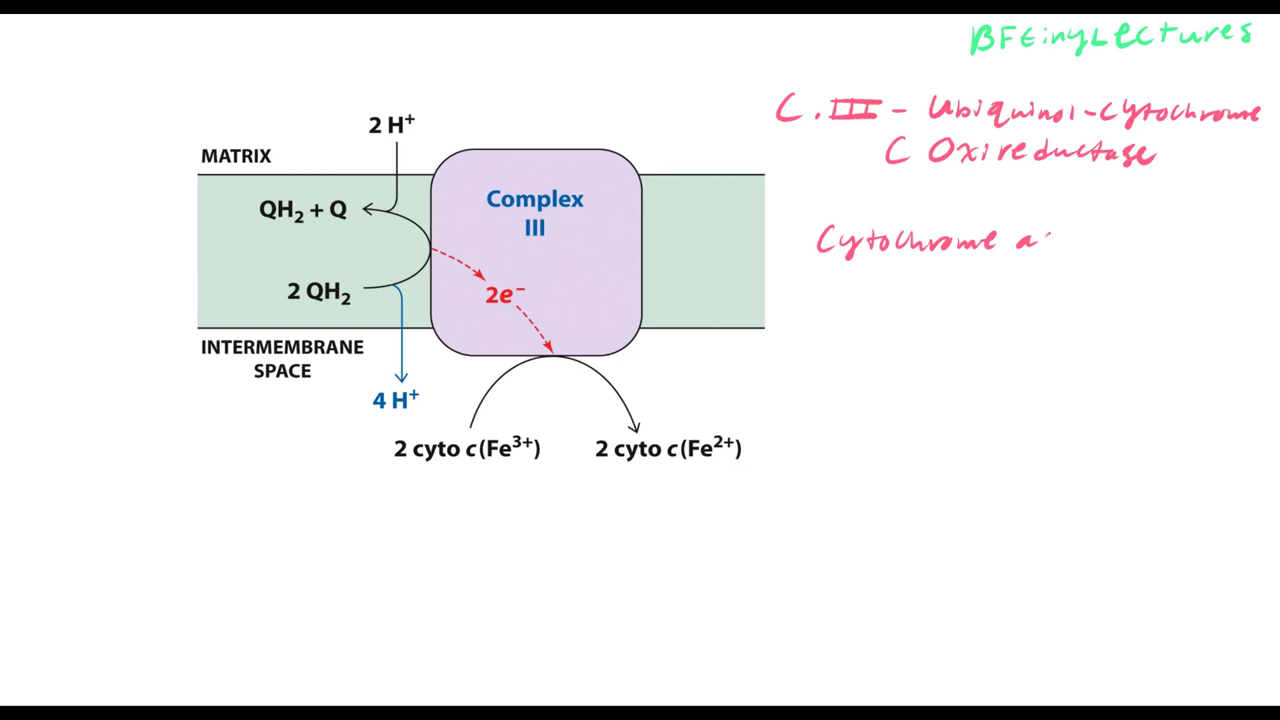 BFEinyLectures
C. III - Ubiquinol-Cytochrome
C Oxireductase
Cytochrome a
2 H⁺
MATRIX
Complex
III
QH₂ + Q
2 QH₂
2e⁻
INTERMEMBRANE
SPACE
4 H⁺
2 cyto c(Fe³⁺) 2 cyto c(Fe²⁺)